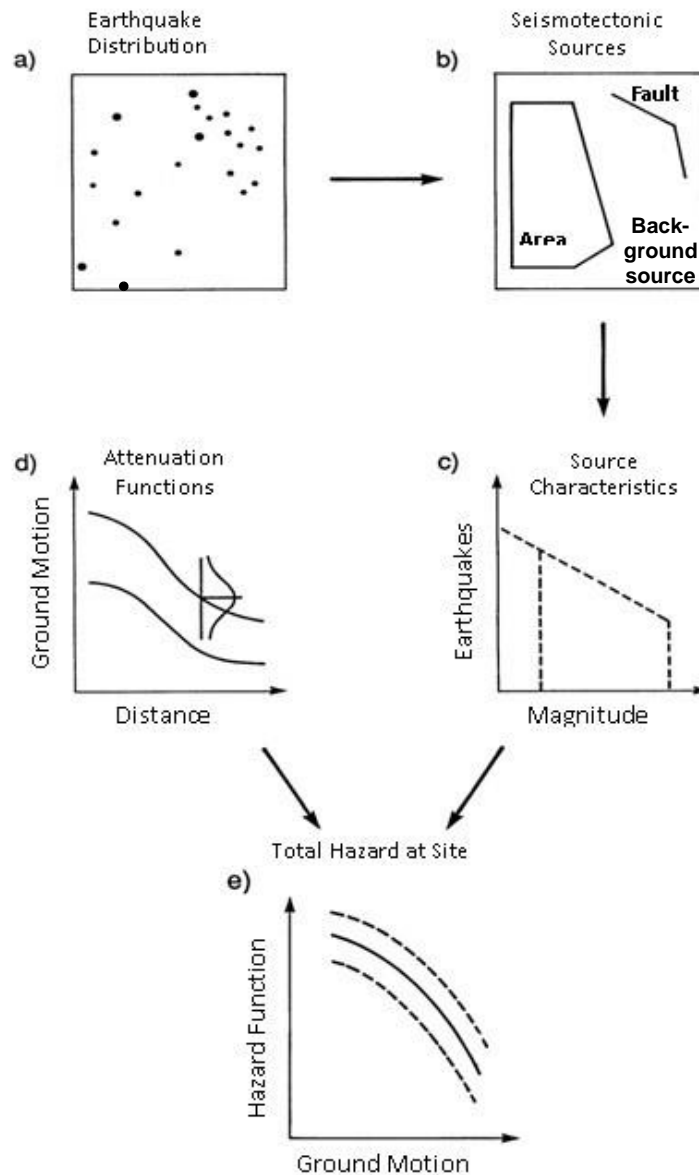 Earthquake
Distribution
a)
Seismotectonic
Sources
b)
Fault
Area
Back-
ground
source
d)
Attenuation
Functions
Ground Motion
Distance
c)
Source
Characteristics
Earthquakes
Magnitude
Total Hazard at Site
e)
Hazard Function
Ground Motion